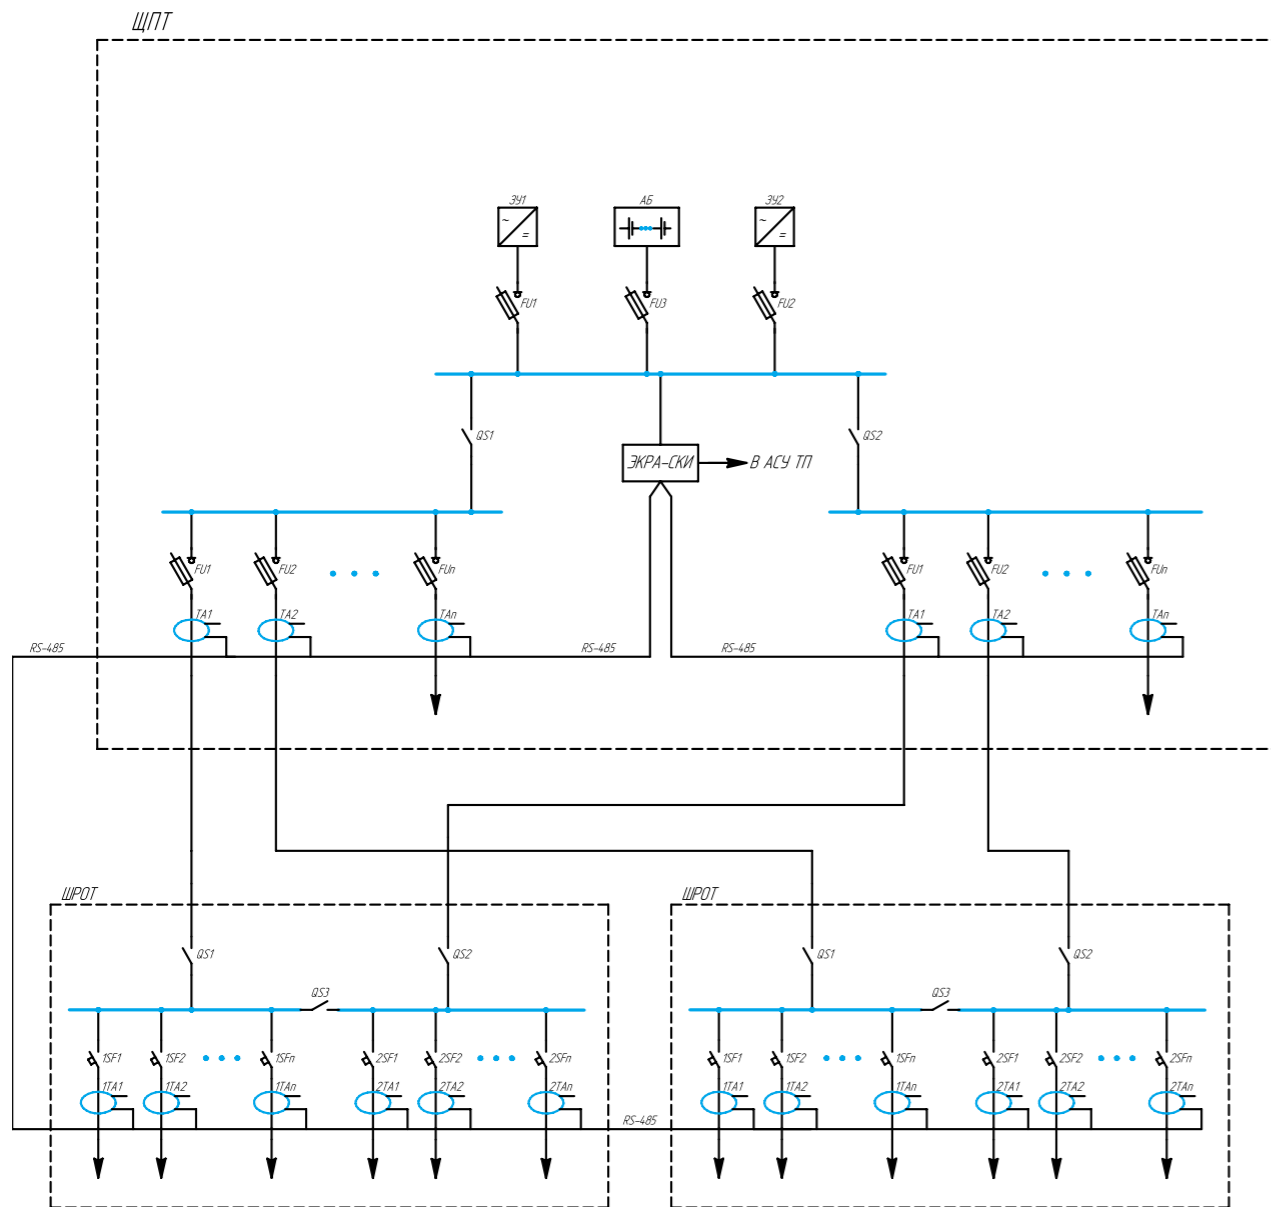 ЩПТ
ЗУ1
АБ
ЗУ2
FU1
FU3
FU2
QS1
QS2
ЭКРА-СКИ
В АСУ ТП
FU1
FU2
FUn
FU1
FU2
FUn
TA1
TA2
TAn
TA1
TA2
TAn
RS-485
RS-485
RS-485
ШРОТ
ШРОТ
QS1
QS2
QS1
QS2
QS3
QS3
1SF1
1SF2
1SFn
2SF1
2SF2
2SFn
1SF1
1SF2
1SFn
2SF1
2SF2
2SFn
1TA1
1TA2
1TAn
2TA1
2TA2
2TAn
1TA1
1TA2
1TAn
2TA1
2TA2
2TAn
RS-485